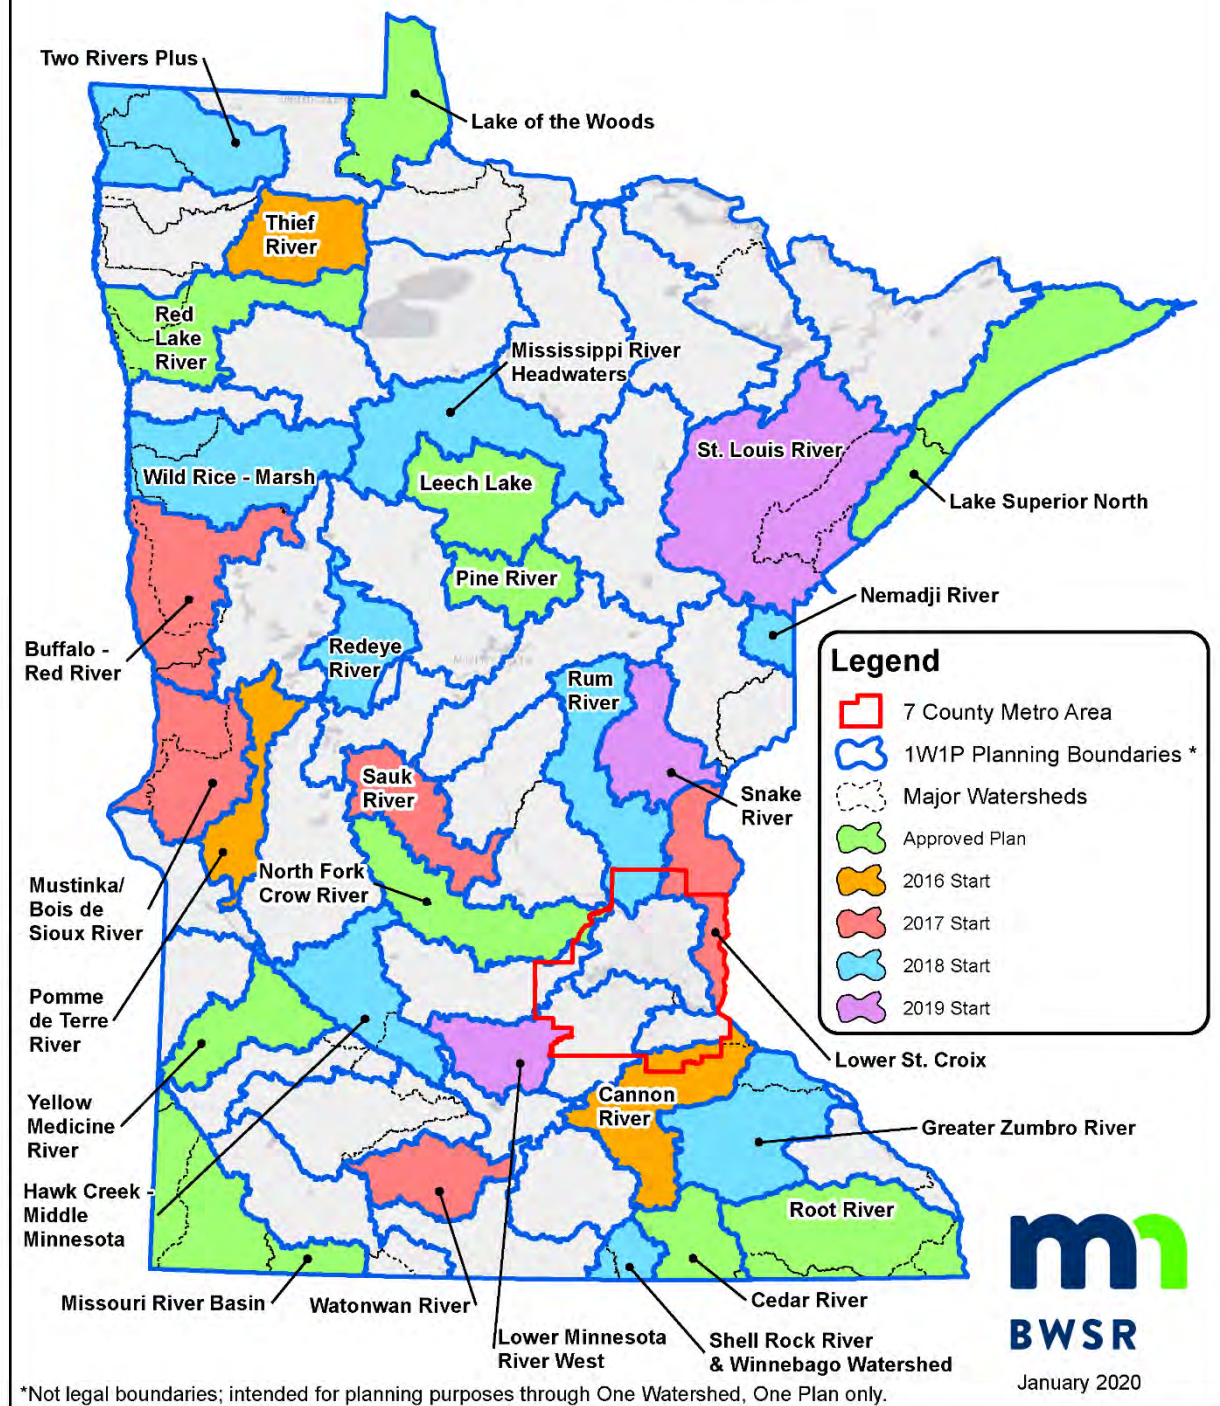 Two Rivers Plus
Lake of the Woods
Thief
River
Red
Lake
River
Mississippi River
Headwaters
St. Louis River
Wild Rice - Marsh
Leech Lake
Lake Superior North
Pine River
Nemadji River
Buffalo -
Red River
Redeye
River
Rum
River
Legend
7 County Metro Area
1W1P Planning Boundaries *
Major Watersheds
Approved Plan
2016 Start
2017 Start
2018 Start
2019 Start
Sauk
River
Snake
River
North Fork
Crow River
Mustinka/
Bois de
Sioux River
Pomme
de Terre
River
Lower St. Croix
Yellow
Medicine
River
Cannon
River
Greater Zumbro River
Hawk Creek -
Middle
Minnesota
Root River
Missouri River Basin
Watonwan River
Cedar River
Lower Minnesota
River West
Shell Rock River
& Winnebago Watershed
mn
BWSR
January 2020
*Not legal boundaries; intended for planning purposes through One Watershed, One Plan only.